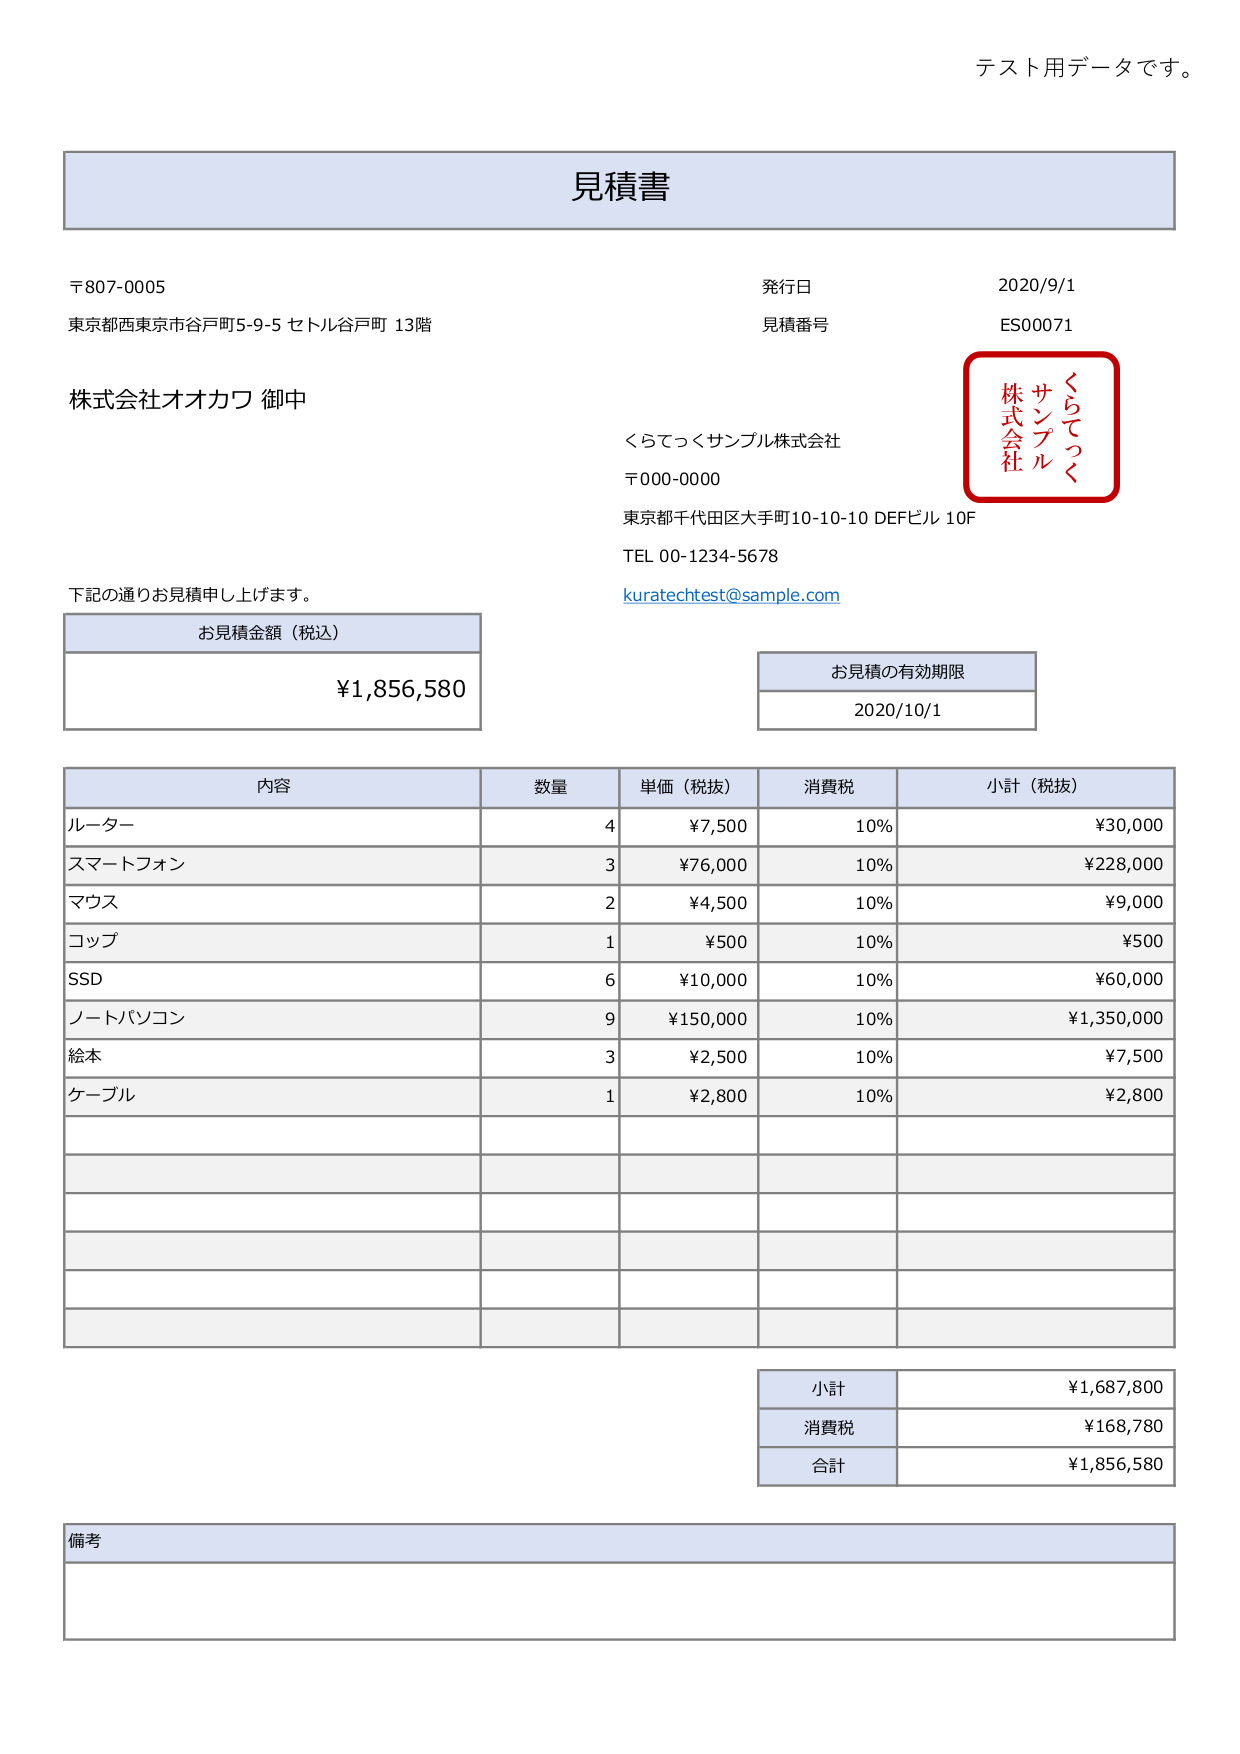 テスト用データです。
見積書
〒807-0005
発行日 2020/9/1
東京都西東京市谷戸町5-9-5 セトル谷戸町 13階
見積番号 ES00071
株式会社オオカワ 御中
くらてっく
サンプル
株式会社
くらてっくサンプル株式会社
〒000-0000
東京都千代田区大手町10-10-10 DEFビル 10F
TEL 00-1234-5678
下記の通りお見積申し上げます。
kuratechtest@sample.com
お見積金額（税込）
¥1,856,580
お見積の有効期限
2020/10/1
内容 数量 単価（税抜） 消費税 小計（税抜）
ルーター 4 ¥7,500 10% ¥30,000
スマートフォン 3 ¥76,000 10% ¥228,000
マウス 2 ¥4,500 10% ¥9,000
コップ 1 ¥500 10% ¥500
SSD 6 ¥10,000 10% ¥60,000
ノートパソコン 9 ¥150,000 10% ¥1,350,000
絵本 3 ¥2,500 10% ¥7,500
ケーブル 1 ¥2,800 10% ¥2,800
小計 ¥1,687,800
消費税 ¥168,780
合計 ¥1,856,580
備考